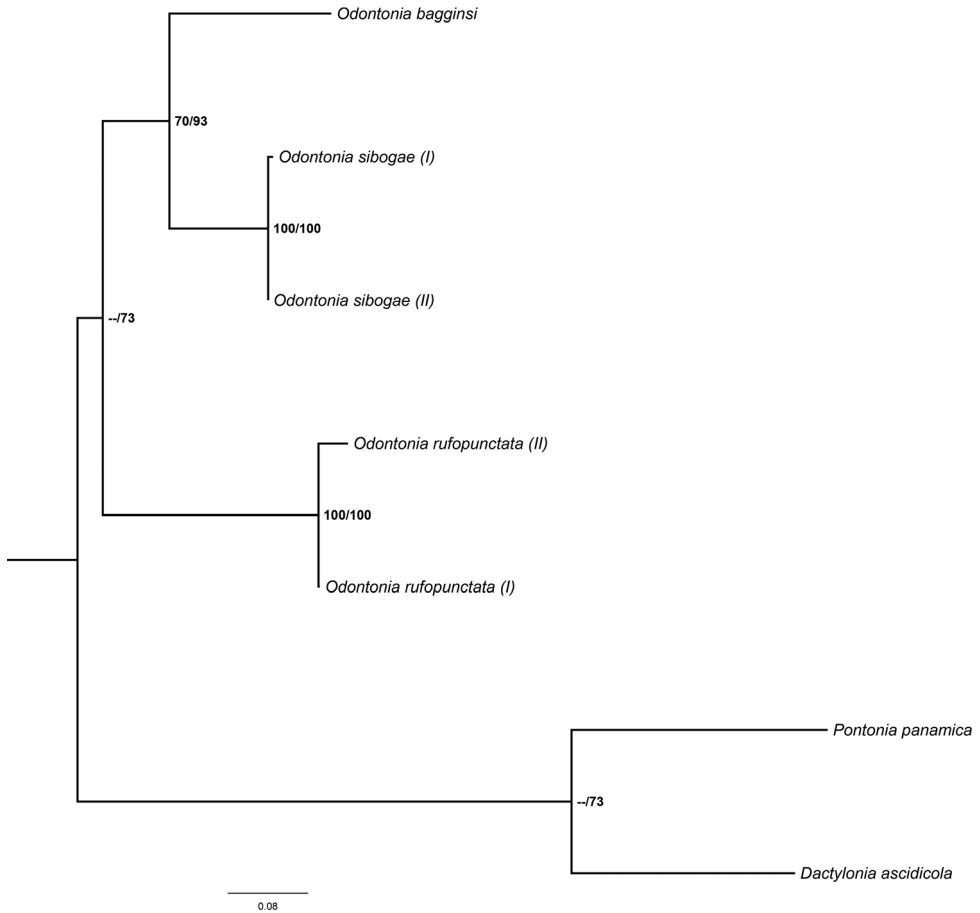 Odontonia bagginsi
70/93
Odontonia sibogae (I)
100/100
Odontonia sibogae (II)
--/73
Odontonia rufopunctata (II)
100/100
Odontonia rufopunctata (I)
Pontonia panamica
--/73
Dactylonia ascidicola
0.08